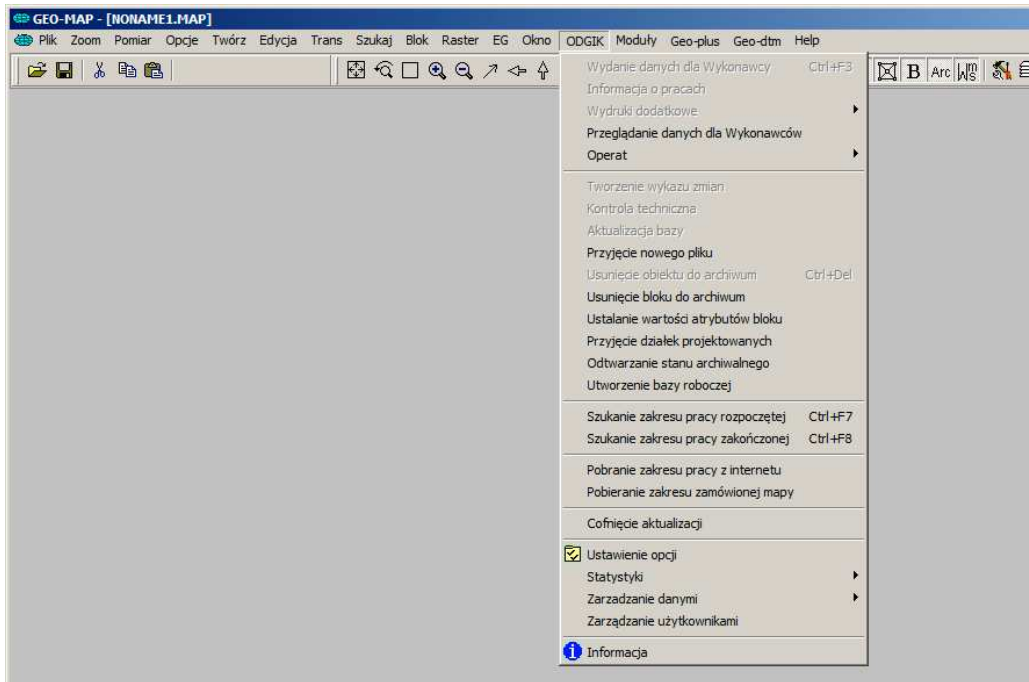 GEO-MAP - [NONAME1.MAP]
Plik Zoom Pomiar Opcje Twórz Edycja Trans Szukaj Blok Raster EG Okno ODGIK Moduły Geo-plus Geo-dtm Help
B Arc
Wydanie danych dla Wykonawcy Ctrl+F3
Informacja o pracach
Wydruki dodatkowe
Przeglądanie danych dla Wykonawców
Operat
Tworzenie wykazu zmian
Kontrola techniczna
Aktualizacja bazy
Przyjęcie nowego pliku
Usunięcie obiektu do archiwum Ctrl+Del
Usunięcie bloku do archiwum
Ustalanie wartości atrybutów bloku
Przyjęcie działek projektowanych
Odtwarzanie stanu archiwalnego
Utworzenie bazy roboczej
Szukanie zakresu pracy rozpoczętej Ctrl+F7
Szukanie zakresu pracy zakończonej Ctrl+F8
Pobranie zakresu pracy z internetu
Pobieranie zakresu zamówionej mapy
Cofnięcie aktualizacji
Ustawienie opcji
Statystyki
Zarzadzanie danymi
Zarządzanie użytkownikami
Informacja